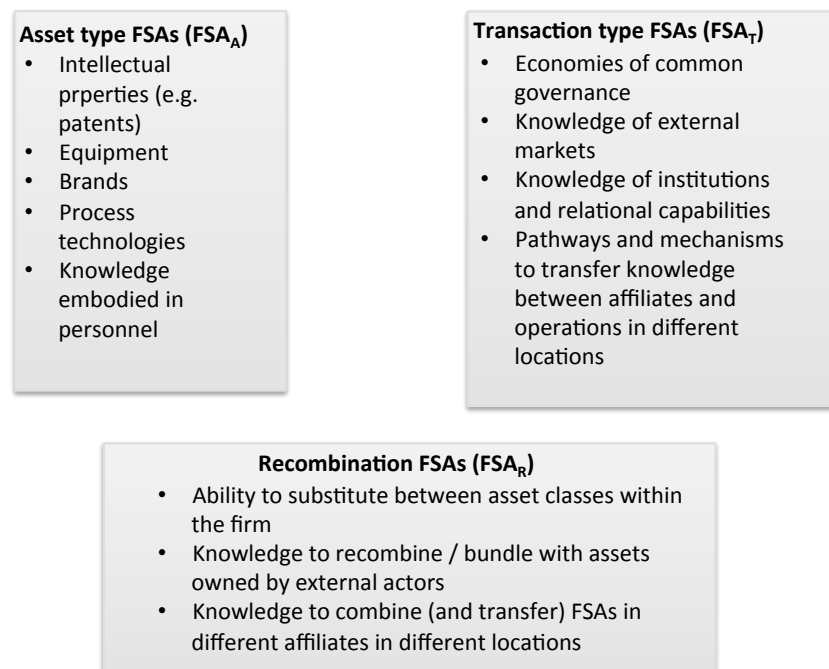 Asset type FSAs (FSA_A)
• Intellectual
prperties (e.g.
patents)
• Equipment
• Brands
• Process
technologies
• Knowledge
embodied in
personnel
Transaction type FSAs (FSA_T)
• Economies of common
governance
• Knowledge of external
markets
• Knowledge of institutions
and relational capabilities
• Pathways and mechanisms
to transfer knowledge
between affiliates and
operations in different
locations
Recombination FSAs (FSA_R)
• Ability to substitute between asset classes within
the firm
• Knowledge to recombine / bundle with assets
owned by external actors
• Knowledge to combine (and transfer) FSAs in
different affiliates in different locations